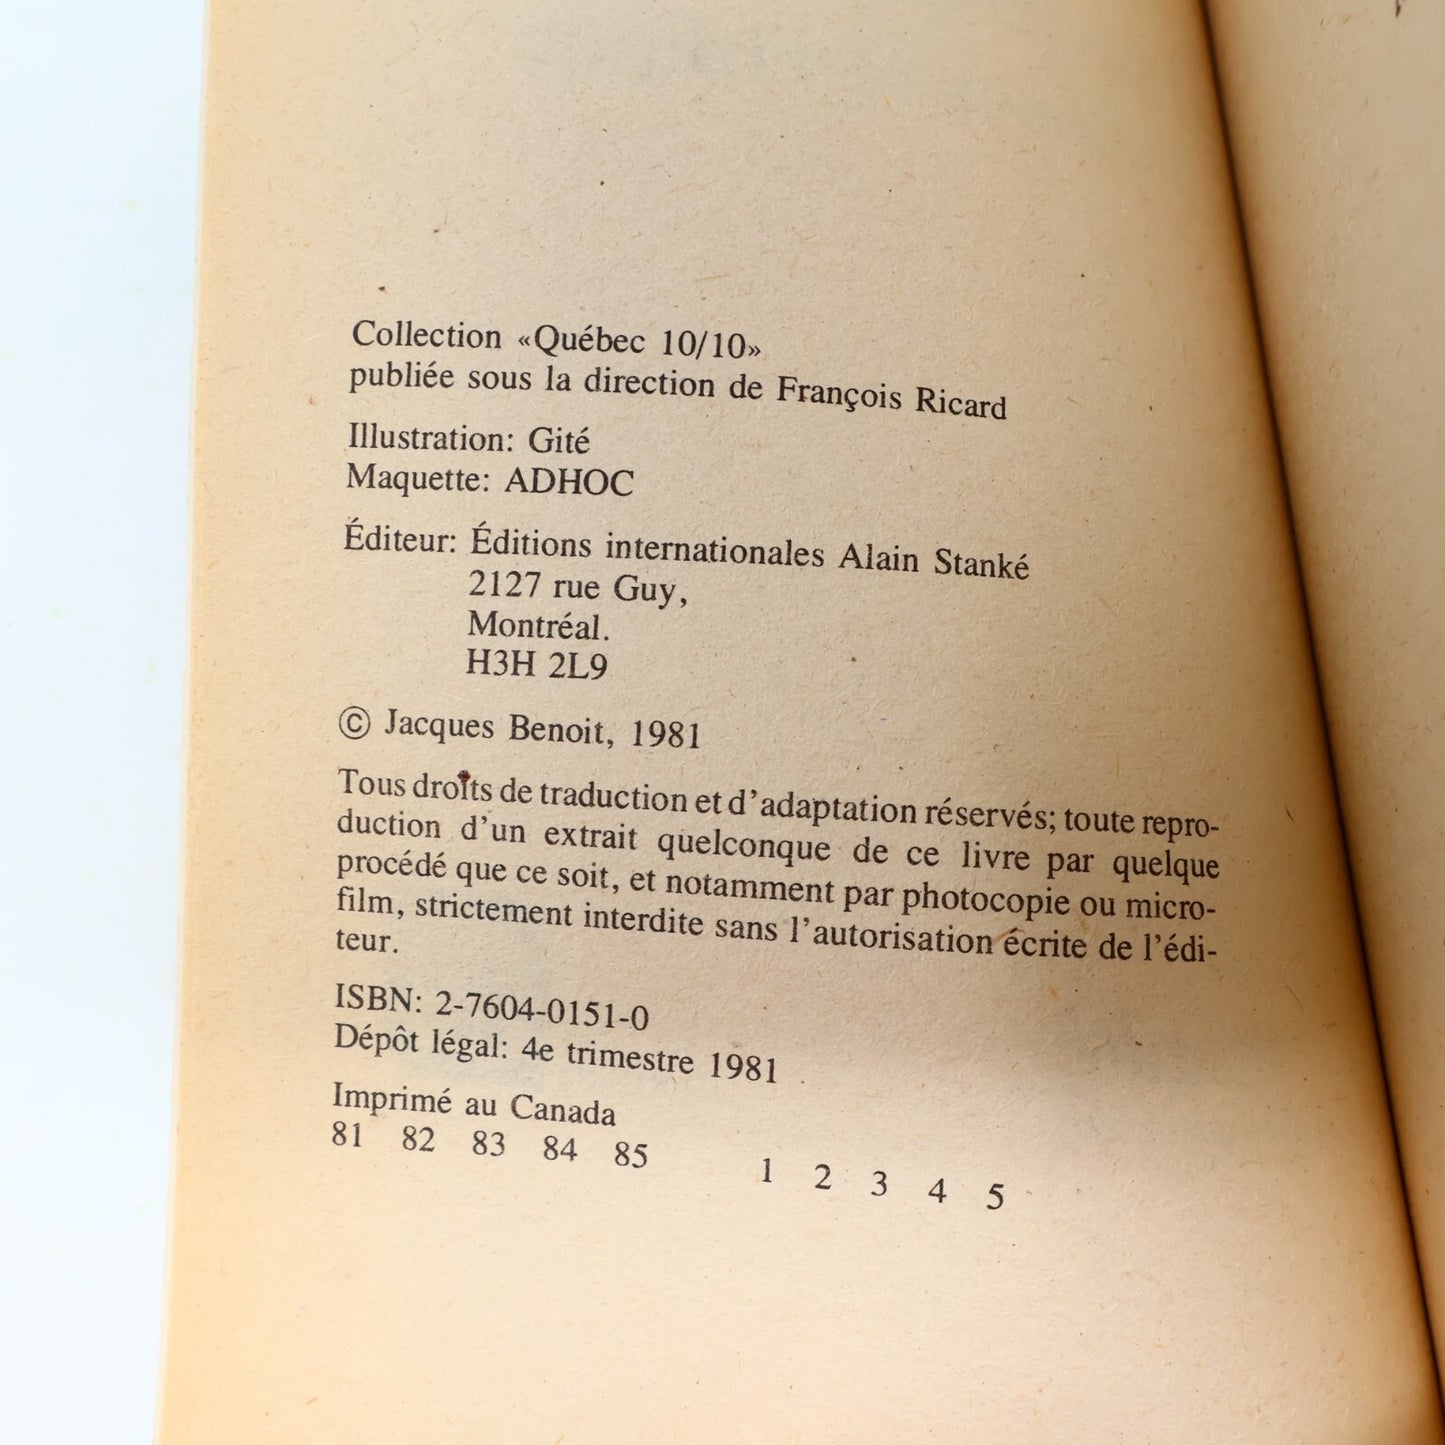 Collection «Québec 10/10»
publiée sous la direction de François Ricard
Illustration: Gité
Maquette: ADHOC
Éditeur: Éditions internationales Alain Stanké
2127 rue Guy,
Montréal.
H3H 2L9
© Jacques Benoit, 1981
Tous droits de traduction et d'adaptation réservés; toute repro-
duction d'un extrait quelconque de ce livre par quelque
procédé que ce soit, et notamment par photocopie ou micro-
film, strictement interdite sans l'autorisation écrite de l'édi-
teur.
ISBN: 2-7604-0151-0
Dépôt légal: 4e trimestre 1981
Imprimé au Canada
81 82 83 84 85 1 2 3 4 5